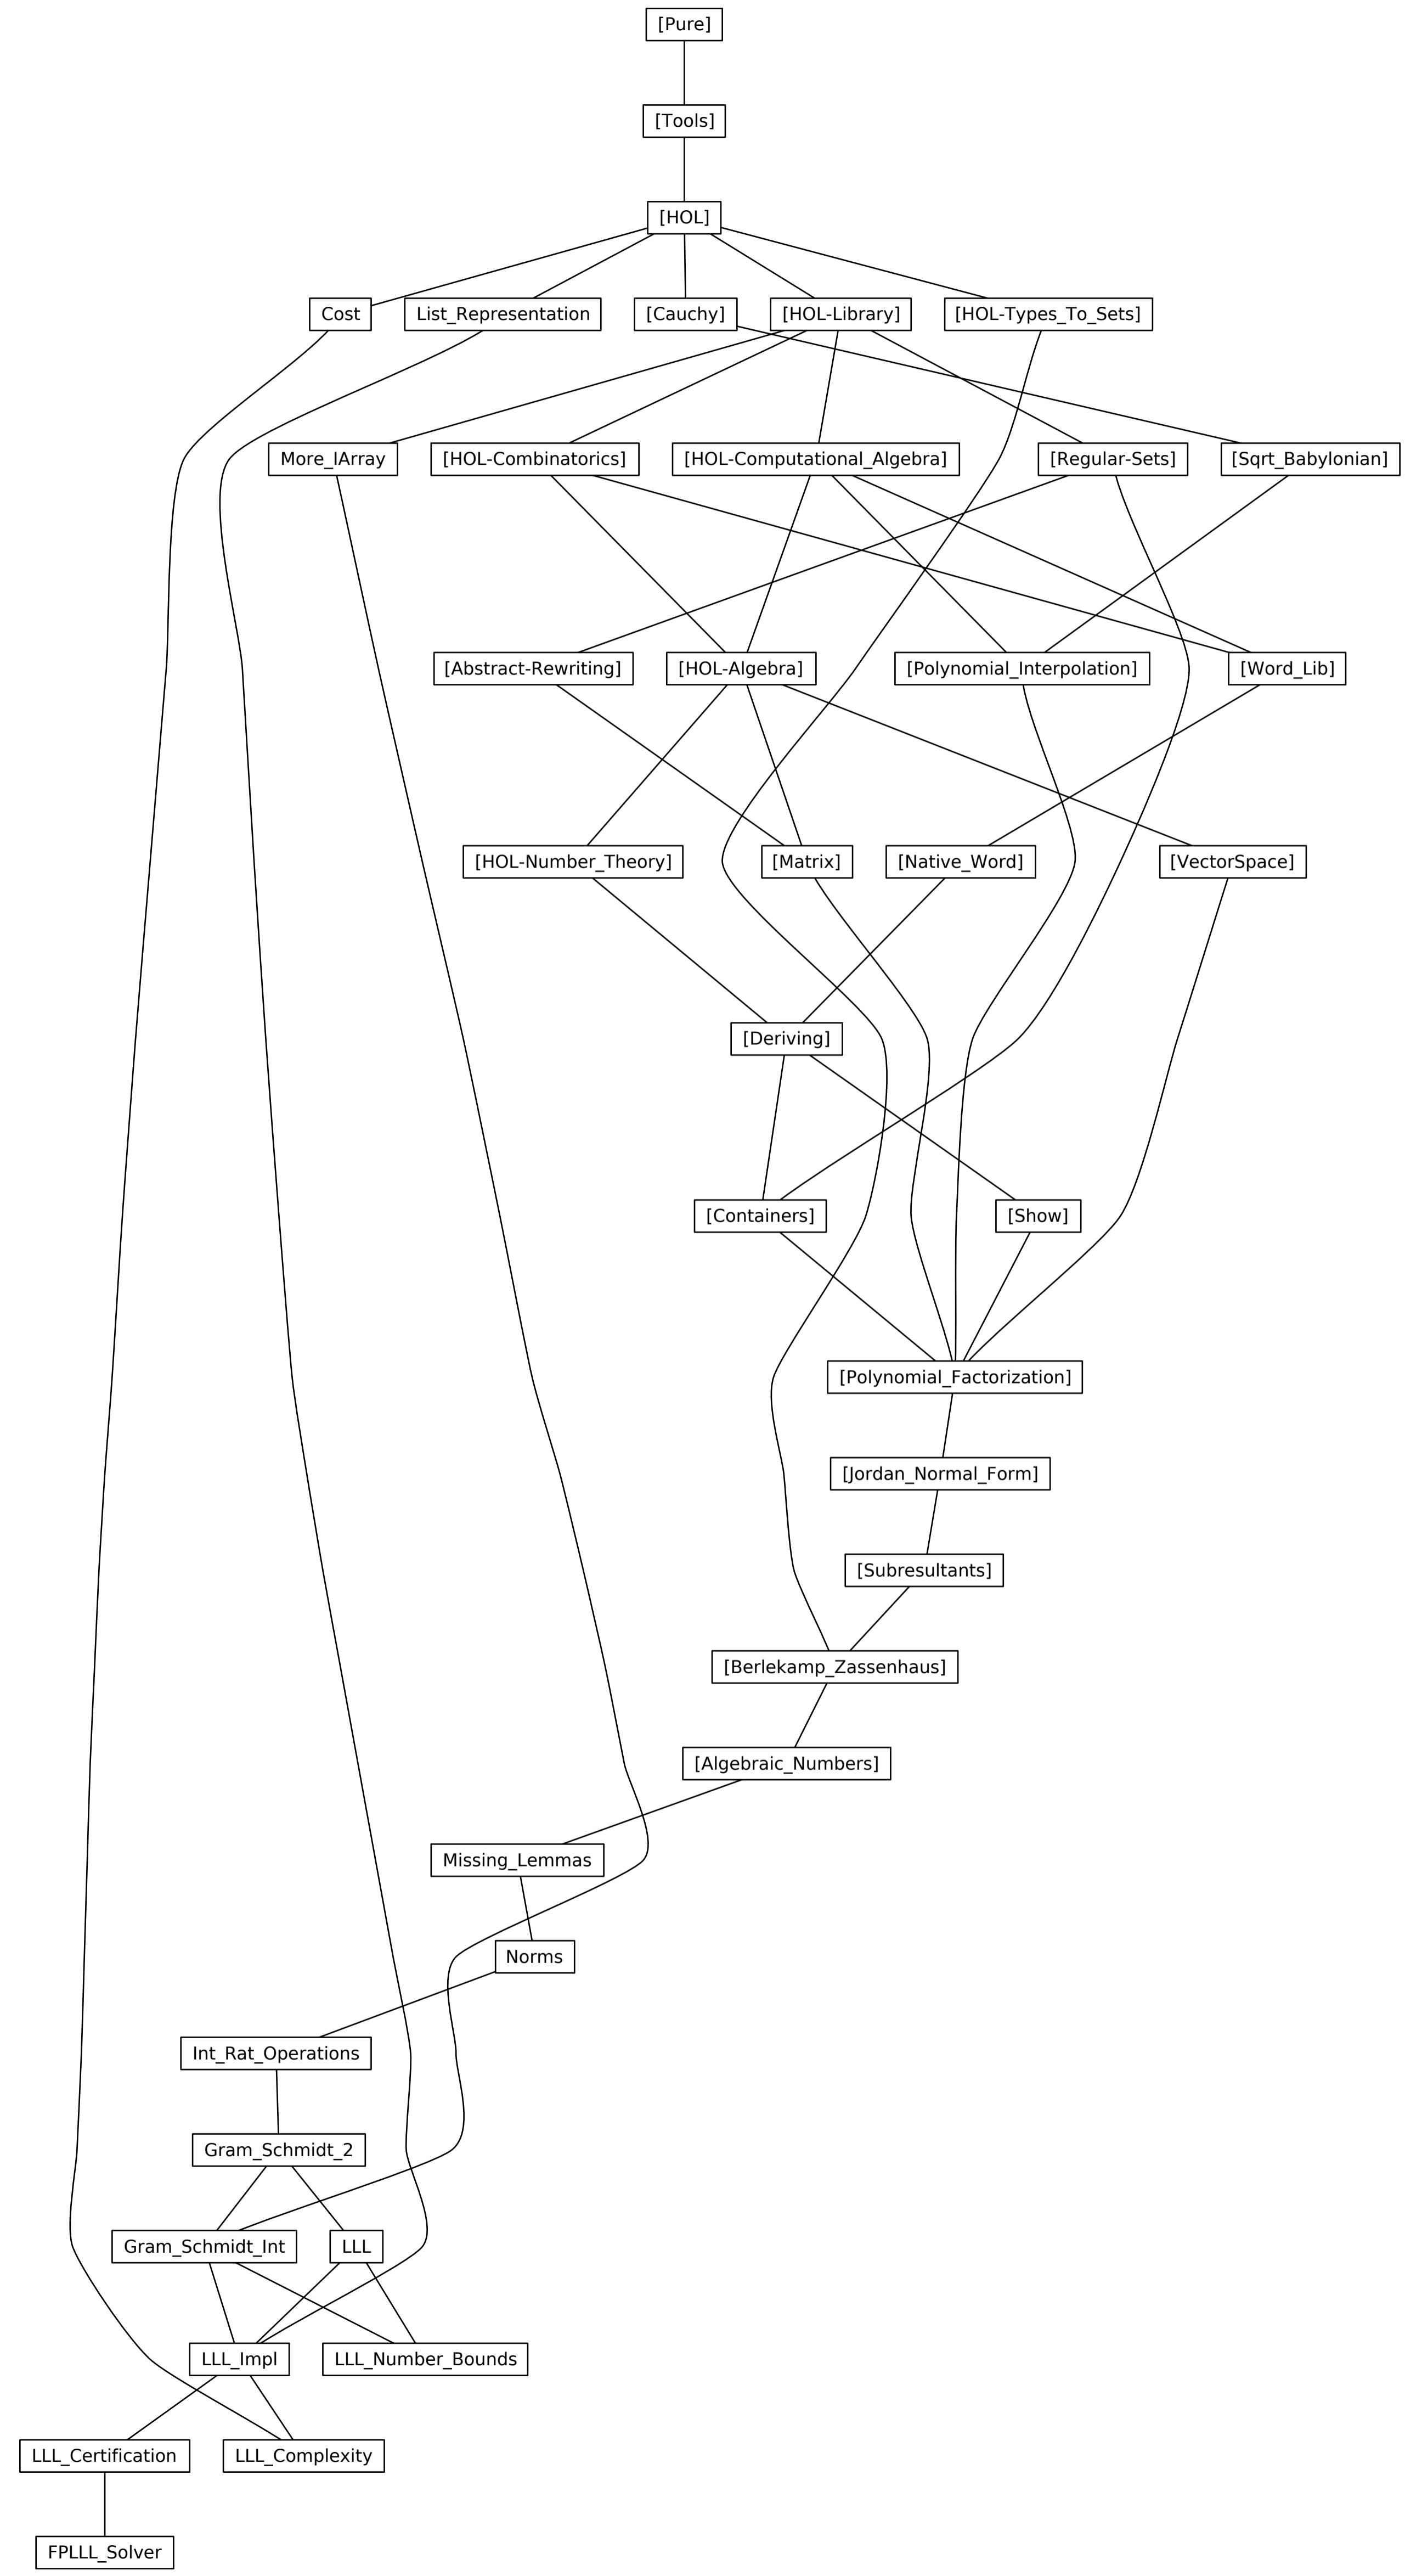 [Pure]
[Tools]
[HOL]
Cost
List_Representation
[Cauchy]
[HOL-Library]
[HOL-Types_To_Sets]
More_IArray
[HOL-Combinatorics]
[HOL-Computational_Algebra]
[Regular-Sets]
[Sqrt_Babylonian]
[Abstract-Rewriting]
[HOL-Algebra]
[Polynomial_Interpolation]
[Word_Lib]
[HOL-Number_Theory]
[Matrix]
[Native_Word]
[VectorSpace]
[Deriving]
[Containers]
[Show]
[Polynomial_Factorization]
[Jordan_Normal_Form]
[Subresultants]
[Berlekamp_Zassenhaus]
[Algebraic_Numbers]
Missing_Lemmas
Norms
Int_Rat_Operations
Gram_Schmidt_2
Gram_Schmidt_Int
LLL
LLL_Impl
LLL_Number_Bounds
LLL_Certification
LLL_Complexity
FPLLL_Solver